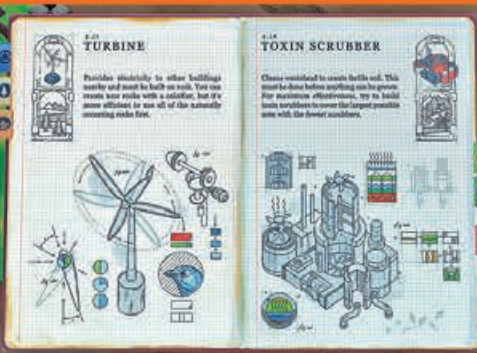 TURBINE
Provides electricity to other buildings
nearby and must be built on rock. You can
create new rocks with a calcifier, but it's
more efficient to use all of the naturally
occurring rocks first.
TOXIN SCRUBBER
Cleans wasteland to create fertile soil. This
must be done before anything can be grown.
For maximum effectiveness, try to build
toxin scrubbers to cover the largest possible
area with the fewest scrubbers.